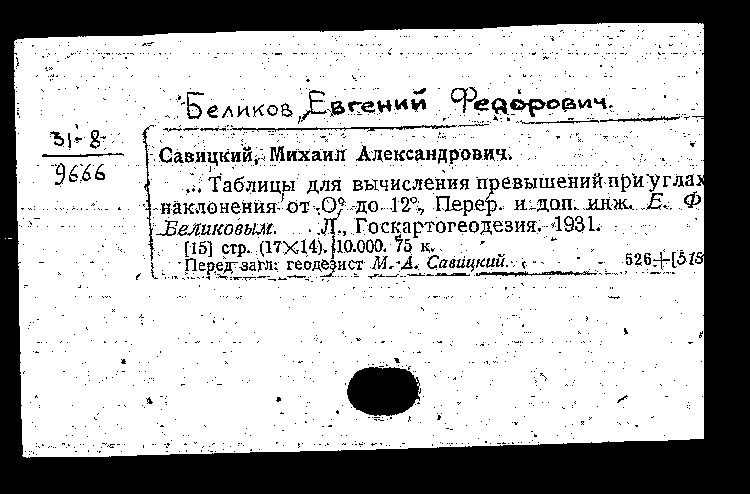 Беликов, Евгений Федорович.
31-8
9666
Савицкий, Михаил Александрович.
... Таблицы для вычисления превышений при углах
наклонения от 0° до 12°, Перер. и доп. инж. Е. Ф
Беликовым. Л., Госкартогеодезия. 1931.
[15] стр. (17×14). 10.000. 75 к.
Перед загл: геодезист М. А. Савицкий.
526+[518